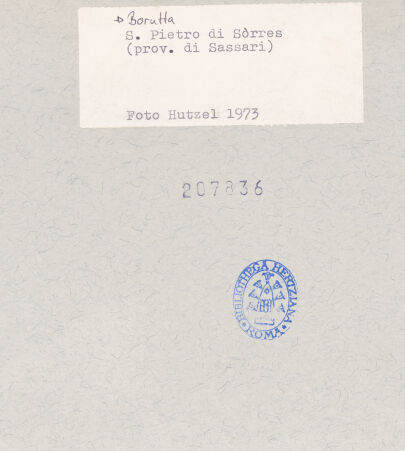 → Borutta
S. Pietro di Sòrres
(prov. di Sassari)
Foto Hutzel 1973
207836
BIBLIOTHECA HERTZIANA • ROMA •